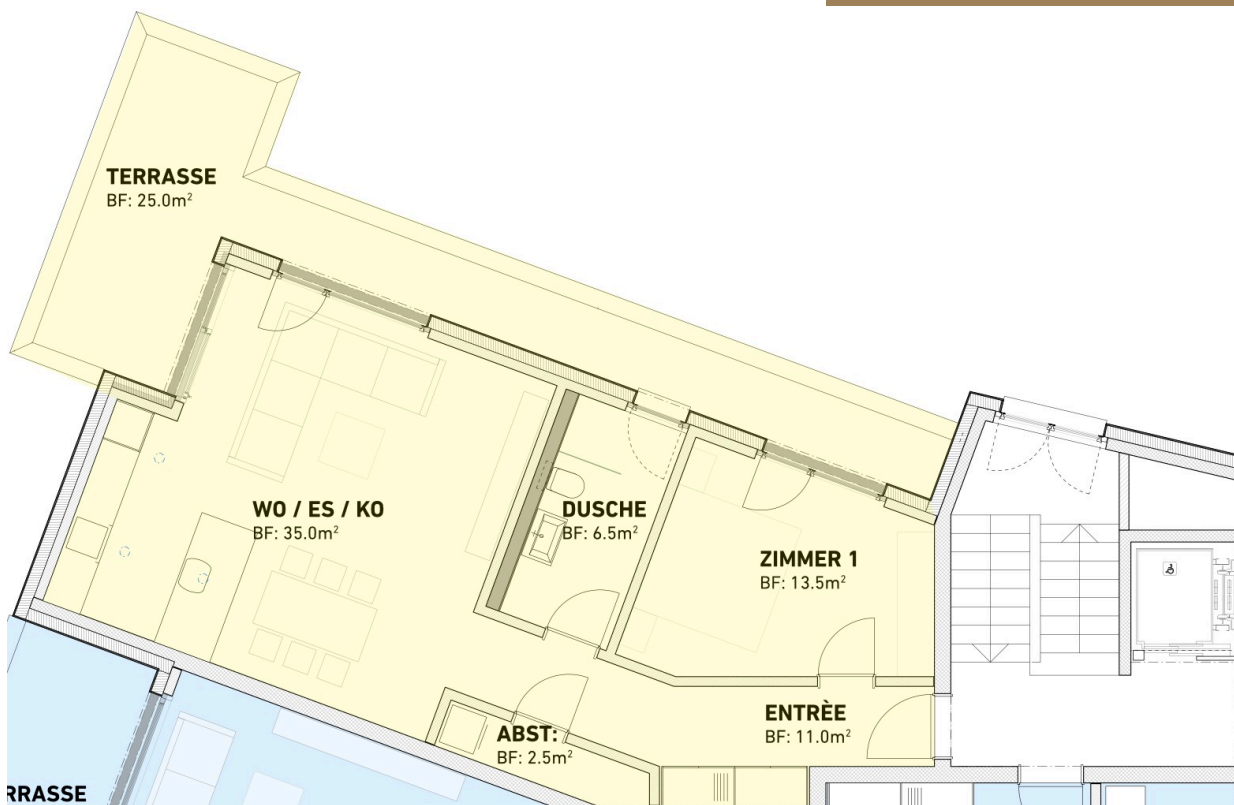 TERRASSE
BF: 25.0m²
WO / ES / KO
BF: 35.0m²
DUSCHE
BF: 6.5m²
ZIMMER 1
BF: 13.5m²
ENTRÈE
BF: 11.0m²
ABST:
BF: 2.5m²
RRASSE